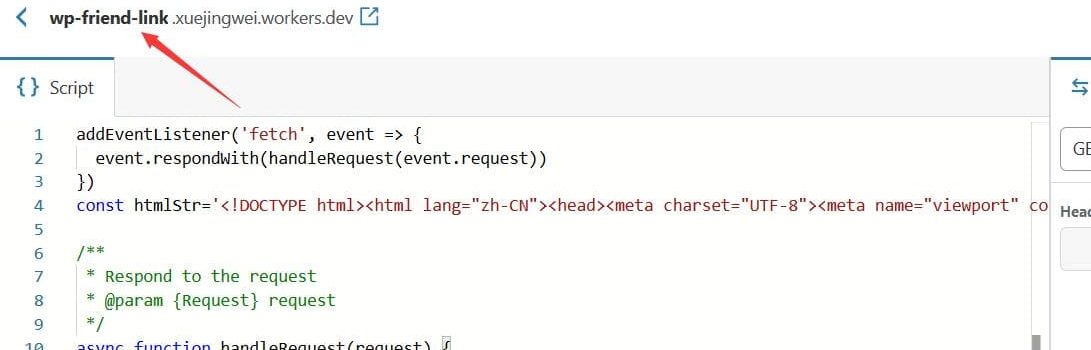 wp-friend-link .xuejingwei.workers.dev
{} Script
1 addEventListener('fetch', event => {
2 event.respondWith(handleRequest(event.request))
3 })
4 const htmlStr='<!DOCTYPE html><html lang="zh-CN"><head><meta charset="UTF-8"><meta name="viewport" co
5
6 /**
7 * Respond to the request
8 * @param {Request} request
9 */
10 async function handleRequest(request) {
GE
Head